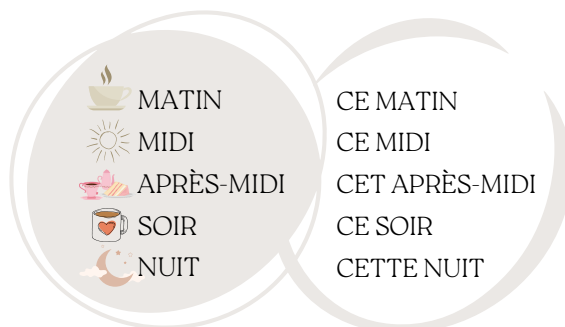 MATIN
MIDI
APRÈS-MIDI
SOIR
NUIT
CE MATIN
CE MIDI
CET APRÈS-MIDI
CE SOIR
CETTE NUIT